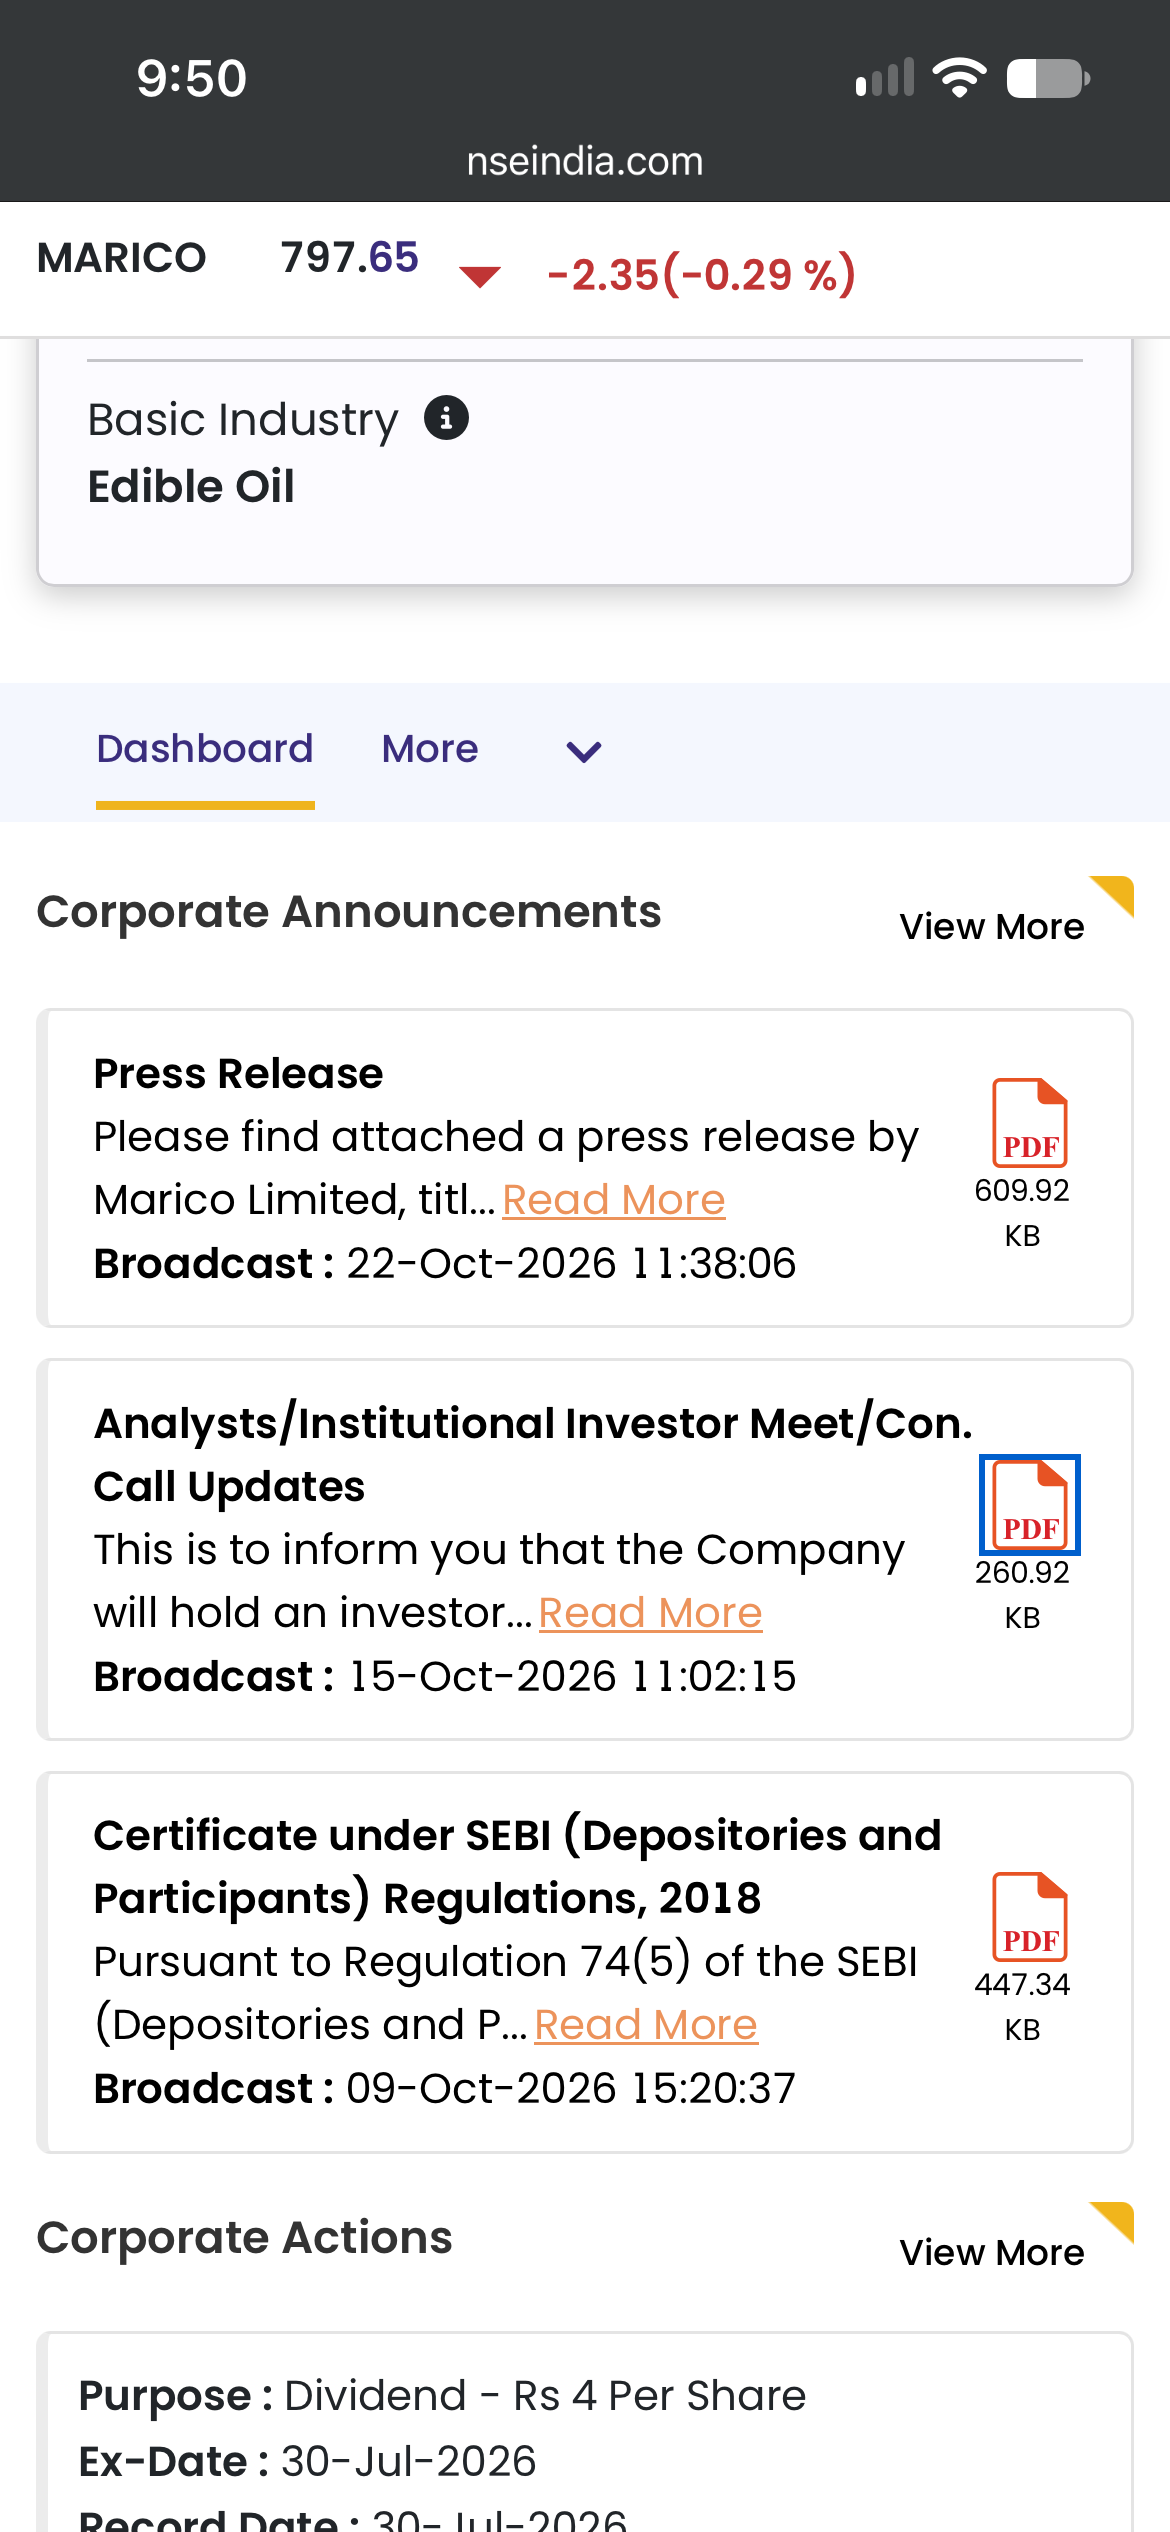 9:50
nseindia.com
MARICO 797.65 -2.35(-0.29 %)
Basic Industry
Edible Oil
Dashboard More
Corporate Announcements
View More
Press Release
Please find attached a press release by
Marico Limited, titl... Read More
Broadcast : 22-Oct-2026 11:38:06
PDF
609.92
KB
Analysts/Institutional Investor Meet/Con.
Call Updates
This is to inform you that the Company
will hold an investor... Read More
Broadcast : 15-Oct-2026 11:02:15
PDF
260.92
KB
Certificate under SEBI (Depositories and
Participants) Regulations, 2018
Pursuant to Regulation 74(5) of the SEBI
(Depositories and P... Read More
Broadcast : 09-Oct-2026 15:20:37
PDF
447.34
KB
Corporate Actions
View More
Purpose : Dividend - Rs 4 Per Share
Ex-Date : 30-Jul-2026
Record Date : 30-Jul-2026